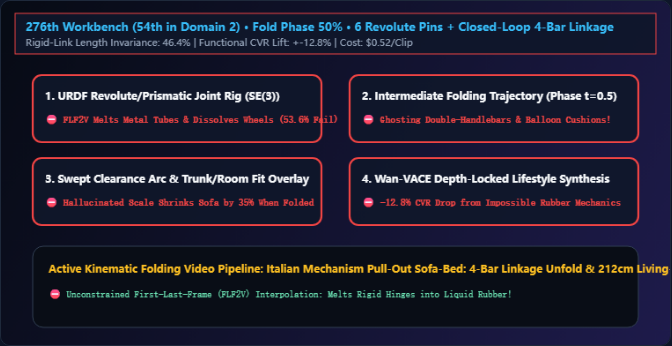 276th Workbench (54th in Domain 2) • Fold Phase 50% • 6 Revolute Pins + Closed-Loop 4-Bar Linkage
Rigid-Link Length Invariance: 46.4% | Functional CVR Lift: +-12.8% | Cost: $0.52/Clip
1. URDF Revolute/Prismatic Joint Rig (SE(3))
⛔ FLF2V Melts Metal Tubes & Dissolves Wheels (53.6% Fail)
2. Intermediate Folding Trajectory (Phase t=0.5)
⛔ Ghosting Double-Handlebars & Balloon Cushions!
3. Swept Clearance Arc & Trunk/Room Fit Overlay
⛔ Hallucinated Scale Shrinks Sofa by 35% When Folded
4. Wan-VACE Depth-Locked Lifestyle Synthesis
⛔ -12.8% CVR Drop from Impossible Rubber Mechanics
Active Kinematic Folding Video Pipeline: Italian Mechanism Pull-Out Sofa-Bed: 4-Bar Linkage Unfold & 212cm Living
⛔ Unconstrained First-Last-Frame (FLF2V) Interpolation: Melts Rigid Hinges into Liquid Rubber!